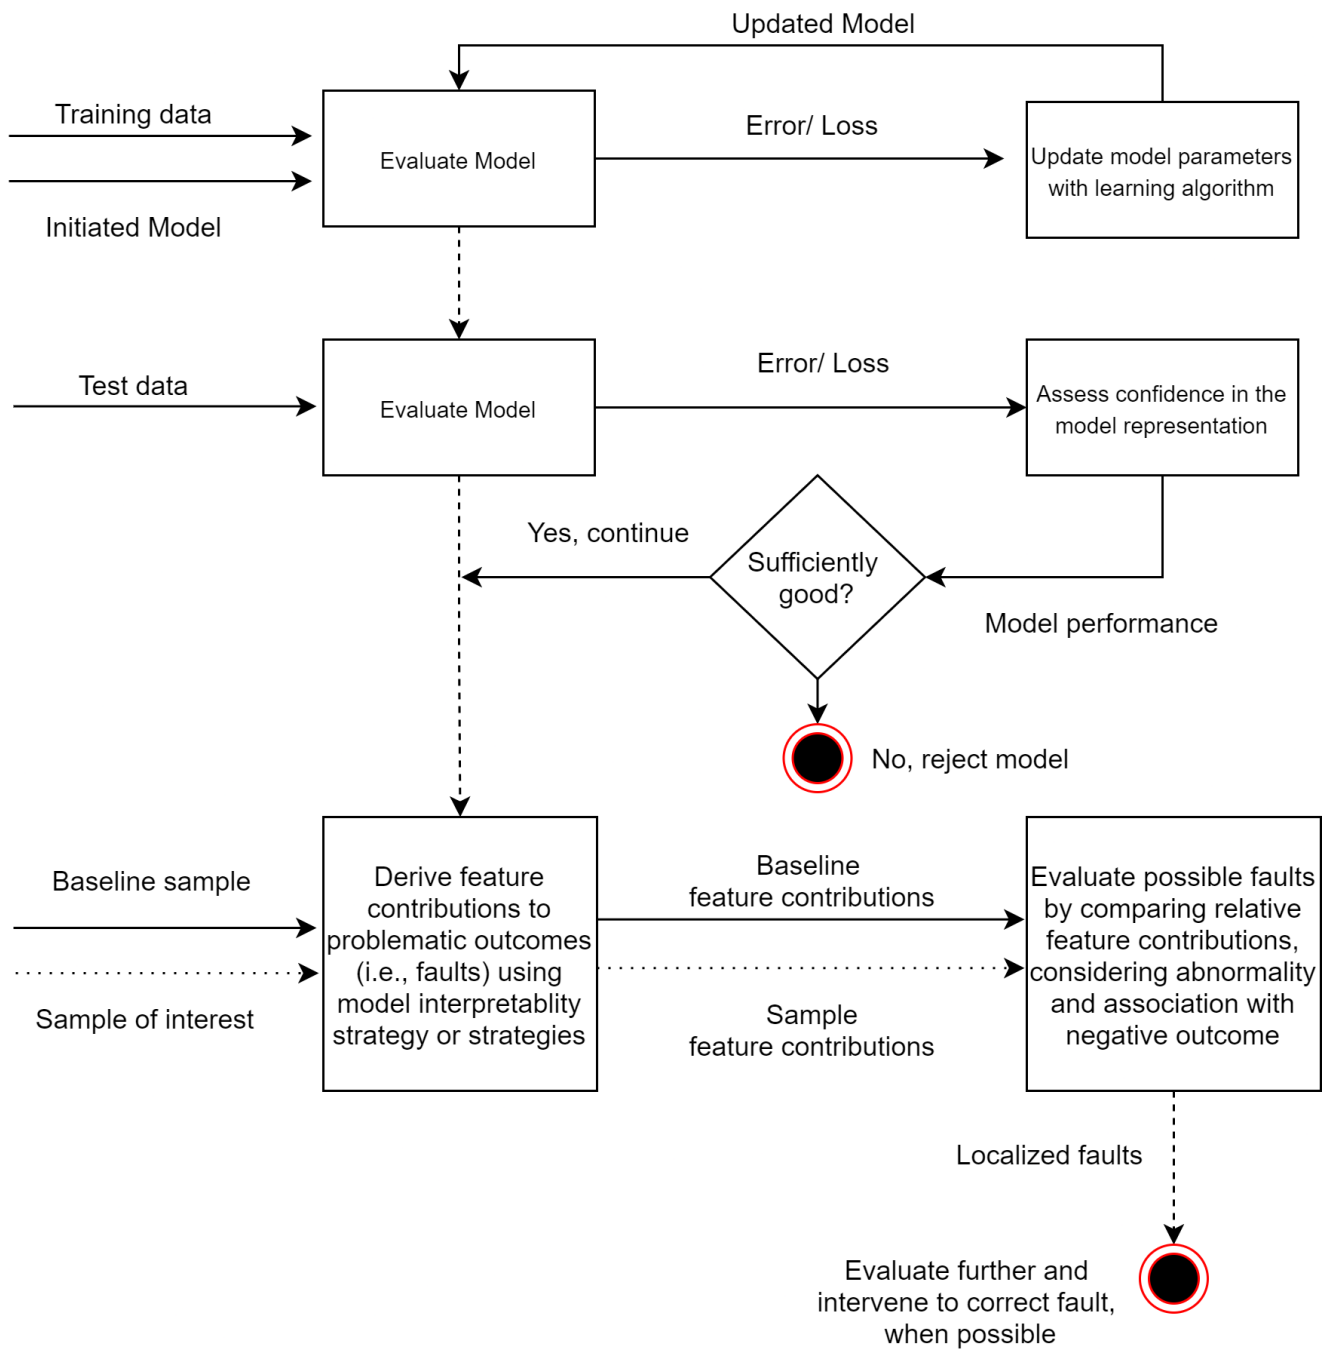 Updated Model
Training data
Error/ Loss
Evaluate Model
Update model parameters
with learning algorithm
Initiated Model
Test data
Error/ Loss
Evaluate Model
Assess confidence in the
model representation
Yes, continue
Sufficiently
good?
Model performance
No, reject model
Baseline sample
Sample of interest
Derive feature
contributions to
problematic outcomes
(i.e., faults) using
model interpretablity
strategy or strategies
Baseline
feature contributions
Sample
feature contributions
Evaluate possible faults
by comparing relative
feature contributions,
considering abnormality
and association with
negative outcome
Localized faults
Evaluate further and
intervene to correct fault,
when possible